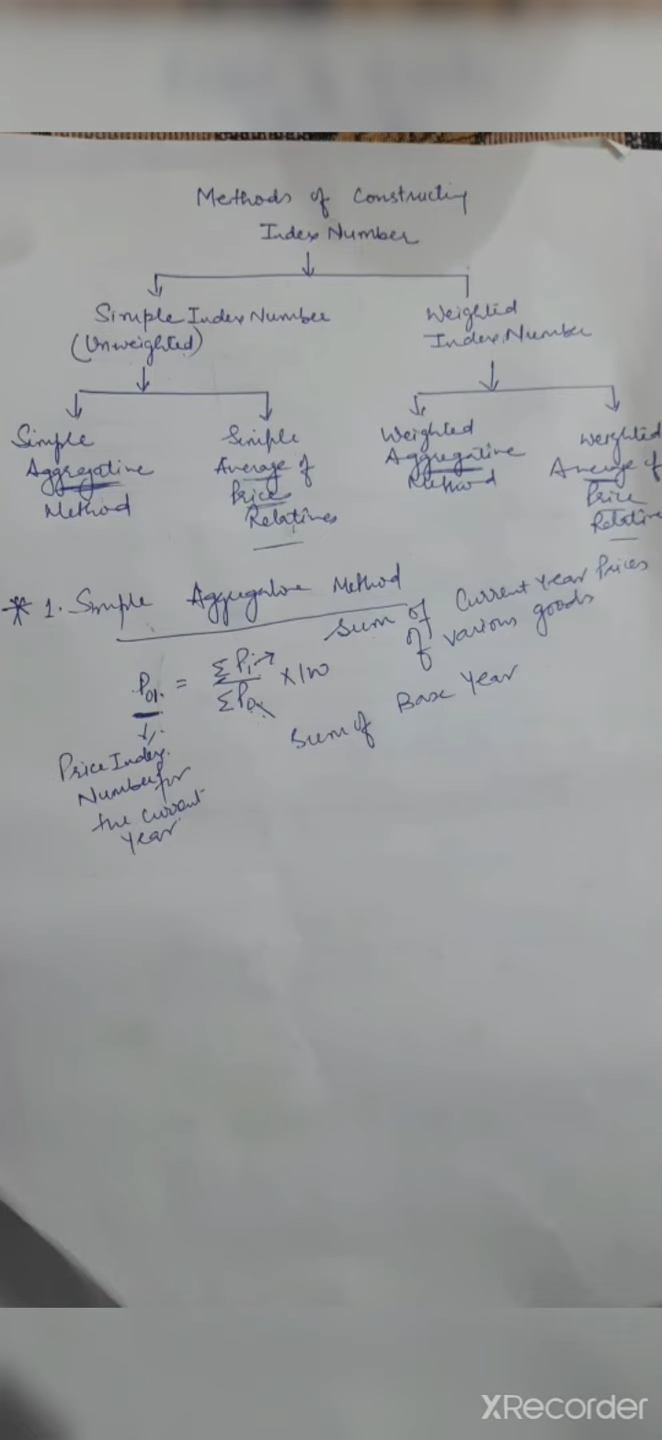 Methods of Constructing
Index Number
Simple Index Number
(Unweighted)
Weighted
Index Number
Simple
Aggregative
Method
Simple
Average of
Price
Relatives
Weighted
Aggregative
Method
Weighted
Average of
Price
Relative
* 1. Simple Aggregative Method
P01 = ΣP1 / ΣP0 × 100
Sum of Current Year Prices
of various goods
Sum of Base Year
Price Index
Number for
the current
Year
XRecorder